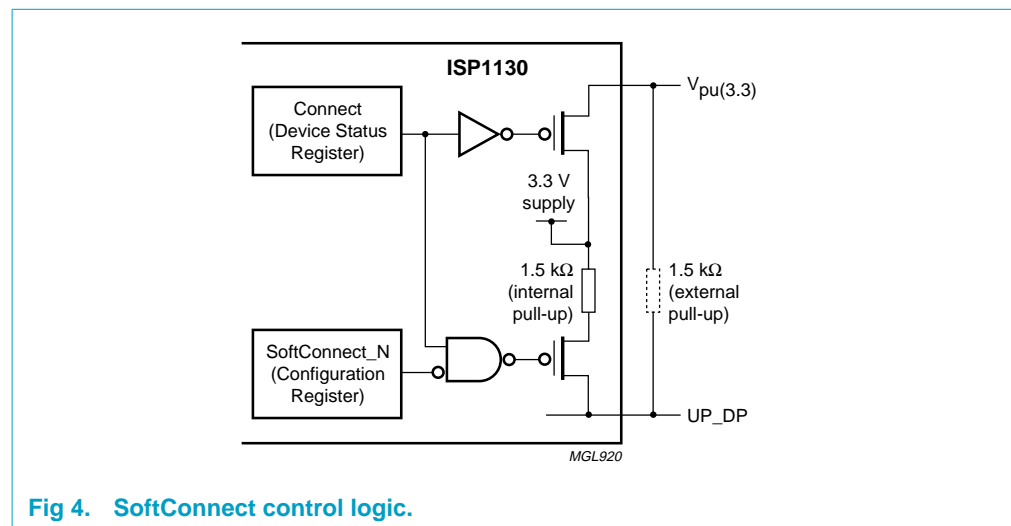 ISP1130
Connect
(Device Status
Register)
Vpu(3.3)
3.3 V
supply
1.5 kΩ
(internal
pull-up)
1.5 kΩ
(external
pull-up)
SoftConnect_N
(Configuration
Register)
UP_DP
MGL920
Fig 4. SoftConnect control logic.